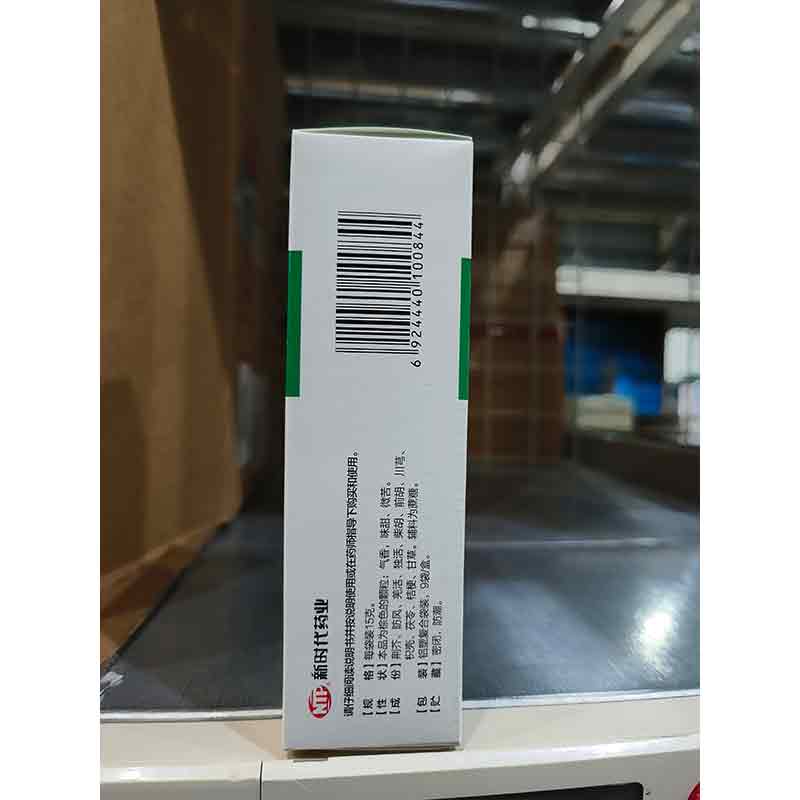 6 924440 100844
NTP 新时代药业
请仔细阅读说明书并按说明使用或在药师指导下购买和使用。
【规格】每袋装15克。
【性状】本品为棕色的颗粒；气香，味甜、微苦。
【成份】荆芥、防风、羌活、独活、柴胡、前胡、川芎、
枳壳、茯苓、桔梗、甘草。辅料为蔗糖。
【包装】铝塑复合袋装，9袋/盒。
【贮藏】密闭，防潮。